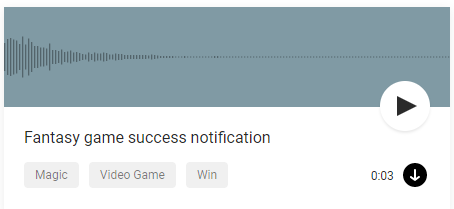 Fantasy game success notification
Magic Video Game Win 0:03